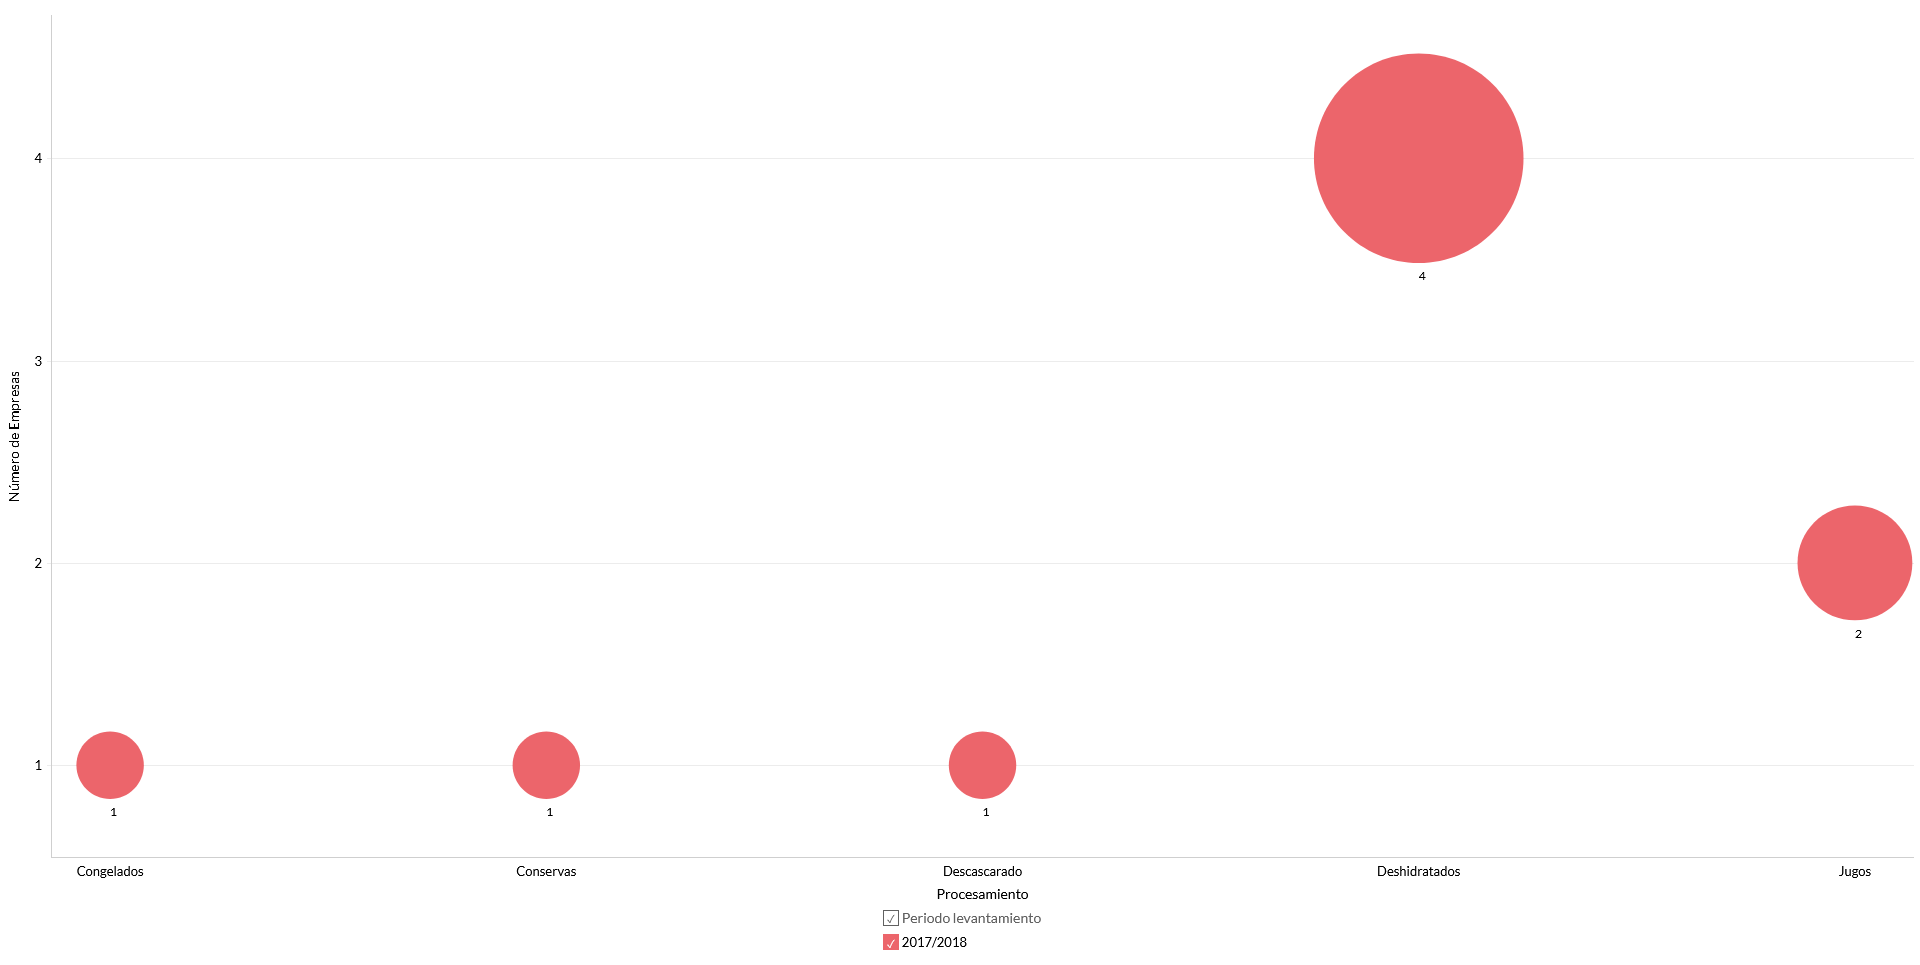 4
4
3
Número de Empresas
2
2
1
1
1
1
Congelados
Conservas
Descascarado
Deshidratados
Jugos
Procesamiento
Periodo levantamiento
2017/2018